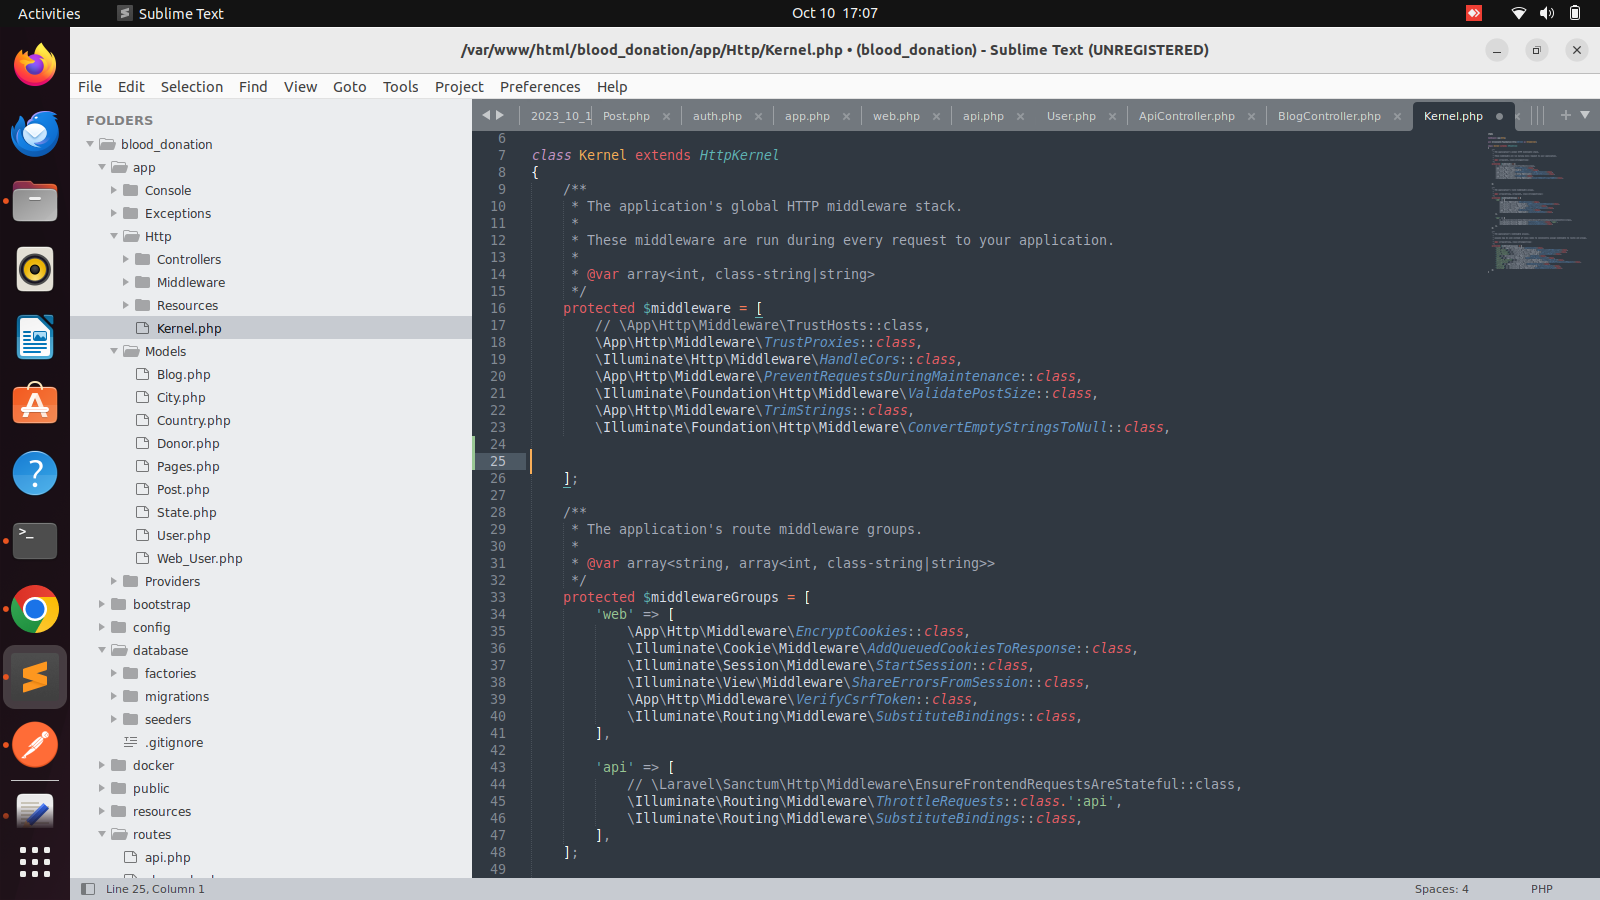 Activities
Sublime Text
Oct 10 17:07
/var/www/html/blood_donation/app/Http/Kernel.php • (blood_donation) - Sublime Text (UNREGISTERED)
File Edit Selection Find View Goto Tools Project Preferences Help
FOLDERS
blood_donation
app
Console
Exceptions
Http
Controllers
Middleware
Resources
Kernel.php
Models
Blog.php
City.php
Country.php
Donor.php
Pages.php
Post.php
State.php
User.php
Web_User.php
Providers
bootstrap
config
database
factories
migrations
seeders
.gitignore
docker
public
resources
routes
api.php
2023_10_1 Post.php auth.php app.php web.php api.php User.php ApiController.php BlogController.php Kernel.php
6
7 class Kernel extends HttpKernel
8 {
9 /**
10 * The application's global HTTP middleware stack.
11 *
12 * These middleware are run during every request to your application.
13 *
14 * @var array<int, class-string|string>
15 */
16 protected $middleware = [
17 // \App\Http\Middleware\TrustHosts::class,
18 \App\Http\Middleware\TrustProxies::class,
19 \Illuminate\Http\Middleware\HandleCors::class,
20 \App\Http\Middleware\PreventRequestsDuringMaintenance::class,
21 \Illuminate\Foundation\Http\Middleware\ValidatePostSize::class,
22 \App\Http\Middleware\TrimStrings::class,
23 \Illuminate\Foundation\Http\Middleware\ConvertEmptyStringsToNull::class,
24
25
26 ];
27
28 /**
29 * The application's route middleware groups.
30 *
31 * @var array<string, array<int, class-string|string>>
32 */
33 protected $middlewareGroups = [
34 'web' => [
35 \App\Http\Middleware\EncryptCookies::class,
36 \Illuminate\Cookie\Middleware\AddQueuedCookiesToResponse::class,
37 \Illuminate\Session\Middleware\StartSession::class,
38 \Illuminate\View\Middleware\ShareErrorsFromSession::class,
39 \App\Http\Middleware\VerifyCsrfToken::class,
40 \Illuminate\Routing\Middleware\SubstituteBindings::class,
41 ],
42
43 'api' => [
44 // \Laravel\Sanctum\Http\Middleware\EnsureFrontendRequestsAreStateful::class,
45 \Illuminate\Routing\Middleware\ThrottleRequests::class.':api',
46 \Illuminate\Routing\Middleware\SubstituteBindings::class,
47 ],
48 ];
49
Line 25, Column 1
Spaces: 4
PHP